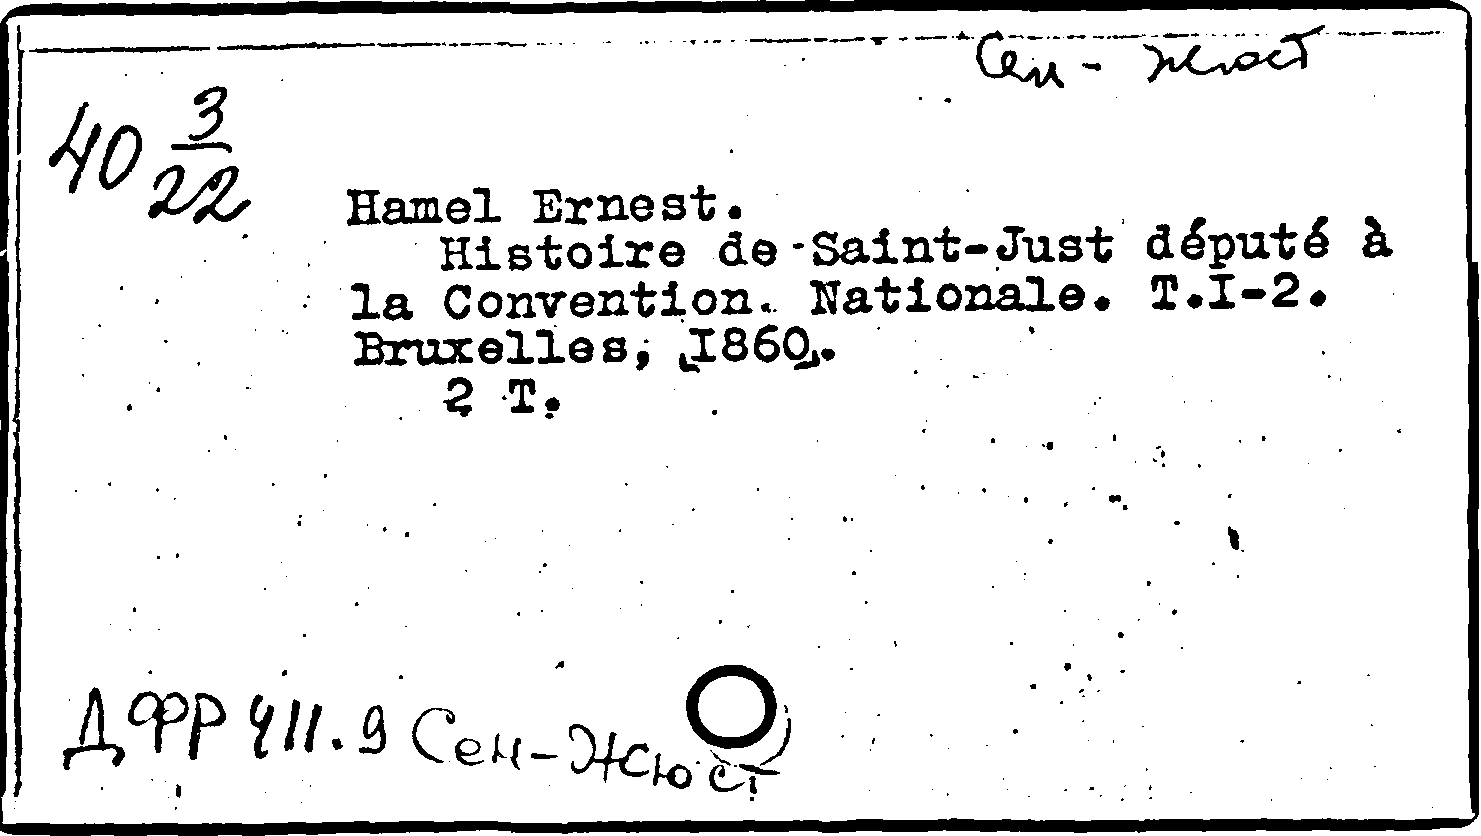 Сен-Жюст
40 3/22
Hamel Ernest.
Histoire de Saint-Just député à
la Convention. Nationale. T.I-2.
Bruxelles, [I860].
2 T.
ДФР 411.9 Сен-Жюст